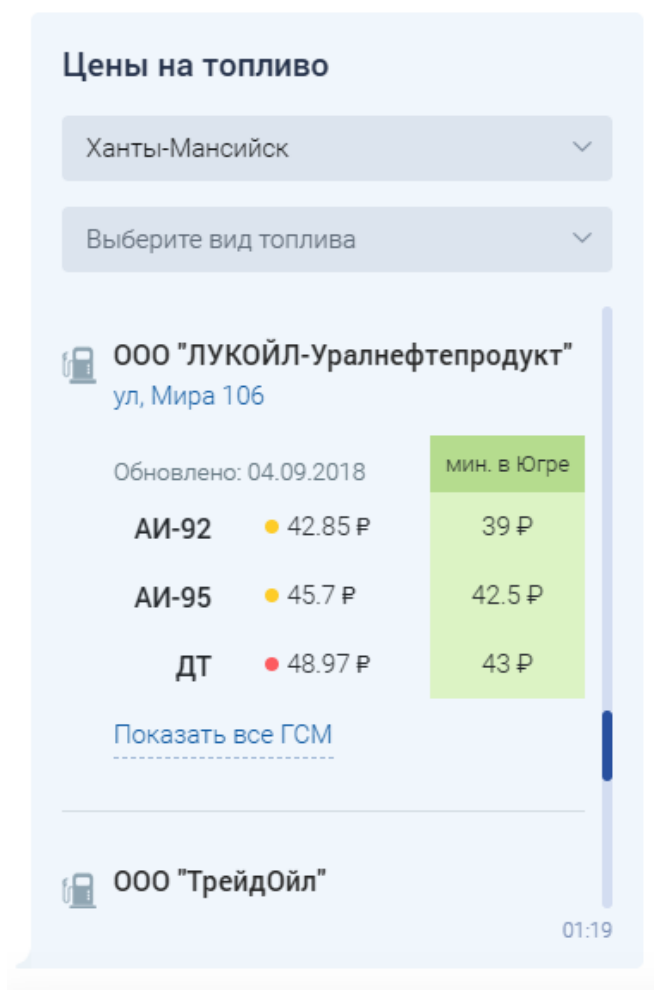 Цены на топливо
Ханты-Мансийск
Выберите вид топлива
ООО "ЛУКОЙЛ-Уралнефтепродукт"
ул, Мира 106
Обновлено: 04.09.2018 мин. в Югре
АИ-92 42.85 ₽ 39 ₽
АИ-95 45.7 ₽ 42.5 ₽
ДТ 48.97 ₽ 43 ₽
Показать все ГСМ
ООО "ТрейдОйл"
01:19